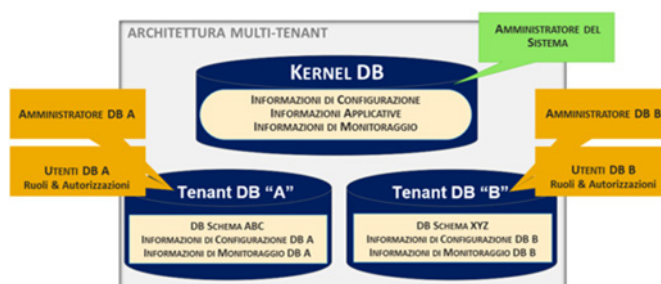 ARCHITETTURA MULTI-TENANT
AMMINISTRATORE DEL
SISTEMA
KERNEL DB
INFORMAZIONI DI CONFIGURAZIONE
INFORMAZIONI APPLICATIVE
INFORMAZIONI DI MONITORAGGIO
AMMINISTRATORE DB A
AMMINISTRATORE DB B
UTENTI DB A
Ruoli & Autorizzazioni
UTENTI DB B
Ruoli & Autorizzazioni
Tenant DB “A”
DB SCHEMA ABC
INFORMAZIONI DI CONFIGURAZIONE DB A
INFORMAZIONI DI MONITORAGGIO DB A
Tenant DB “B”
DB SCHEMA XYZ
INFORMAZIONI DI CONFIGURAZIONE DB B
INFORMAZIONI DI MONITORAGGIO DB B